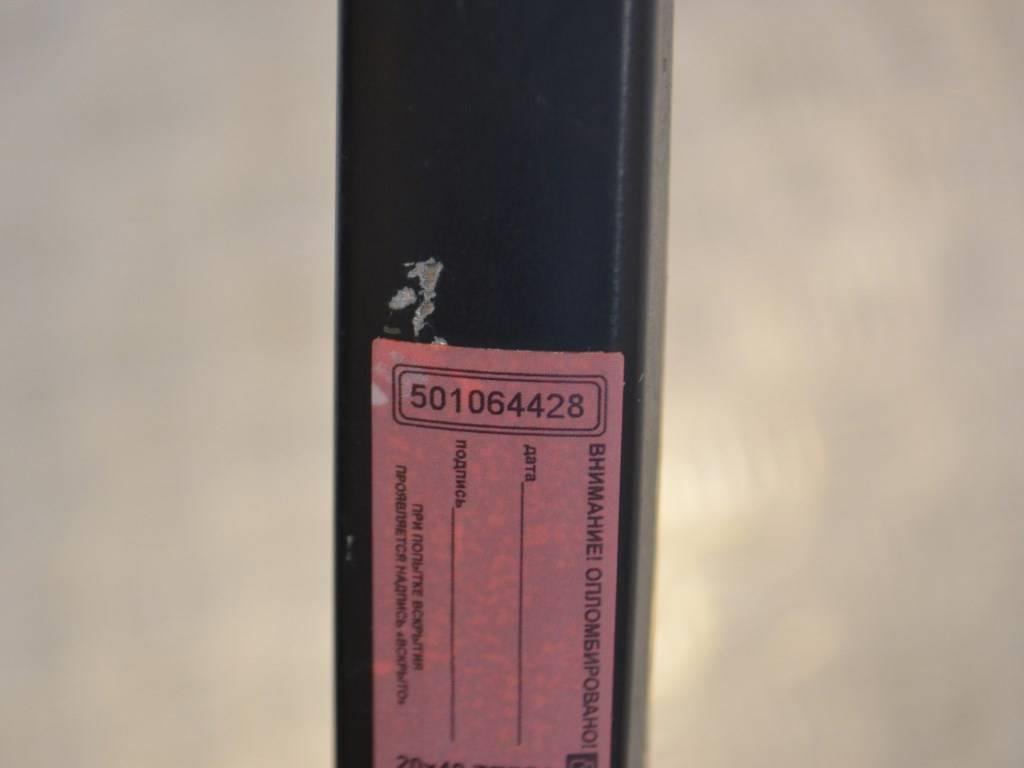 501064428
ВНИМАНИЕ! ОПЛОМБИРОВАНО!
дата
подпись
ПРИ ПОПЫТКЕ ВСКРЫТИЯ
ПРОЯВЛЯЕТСЯ НАДПИСЬ «ВСКРЫТО»